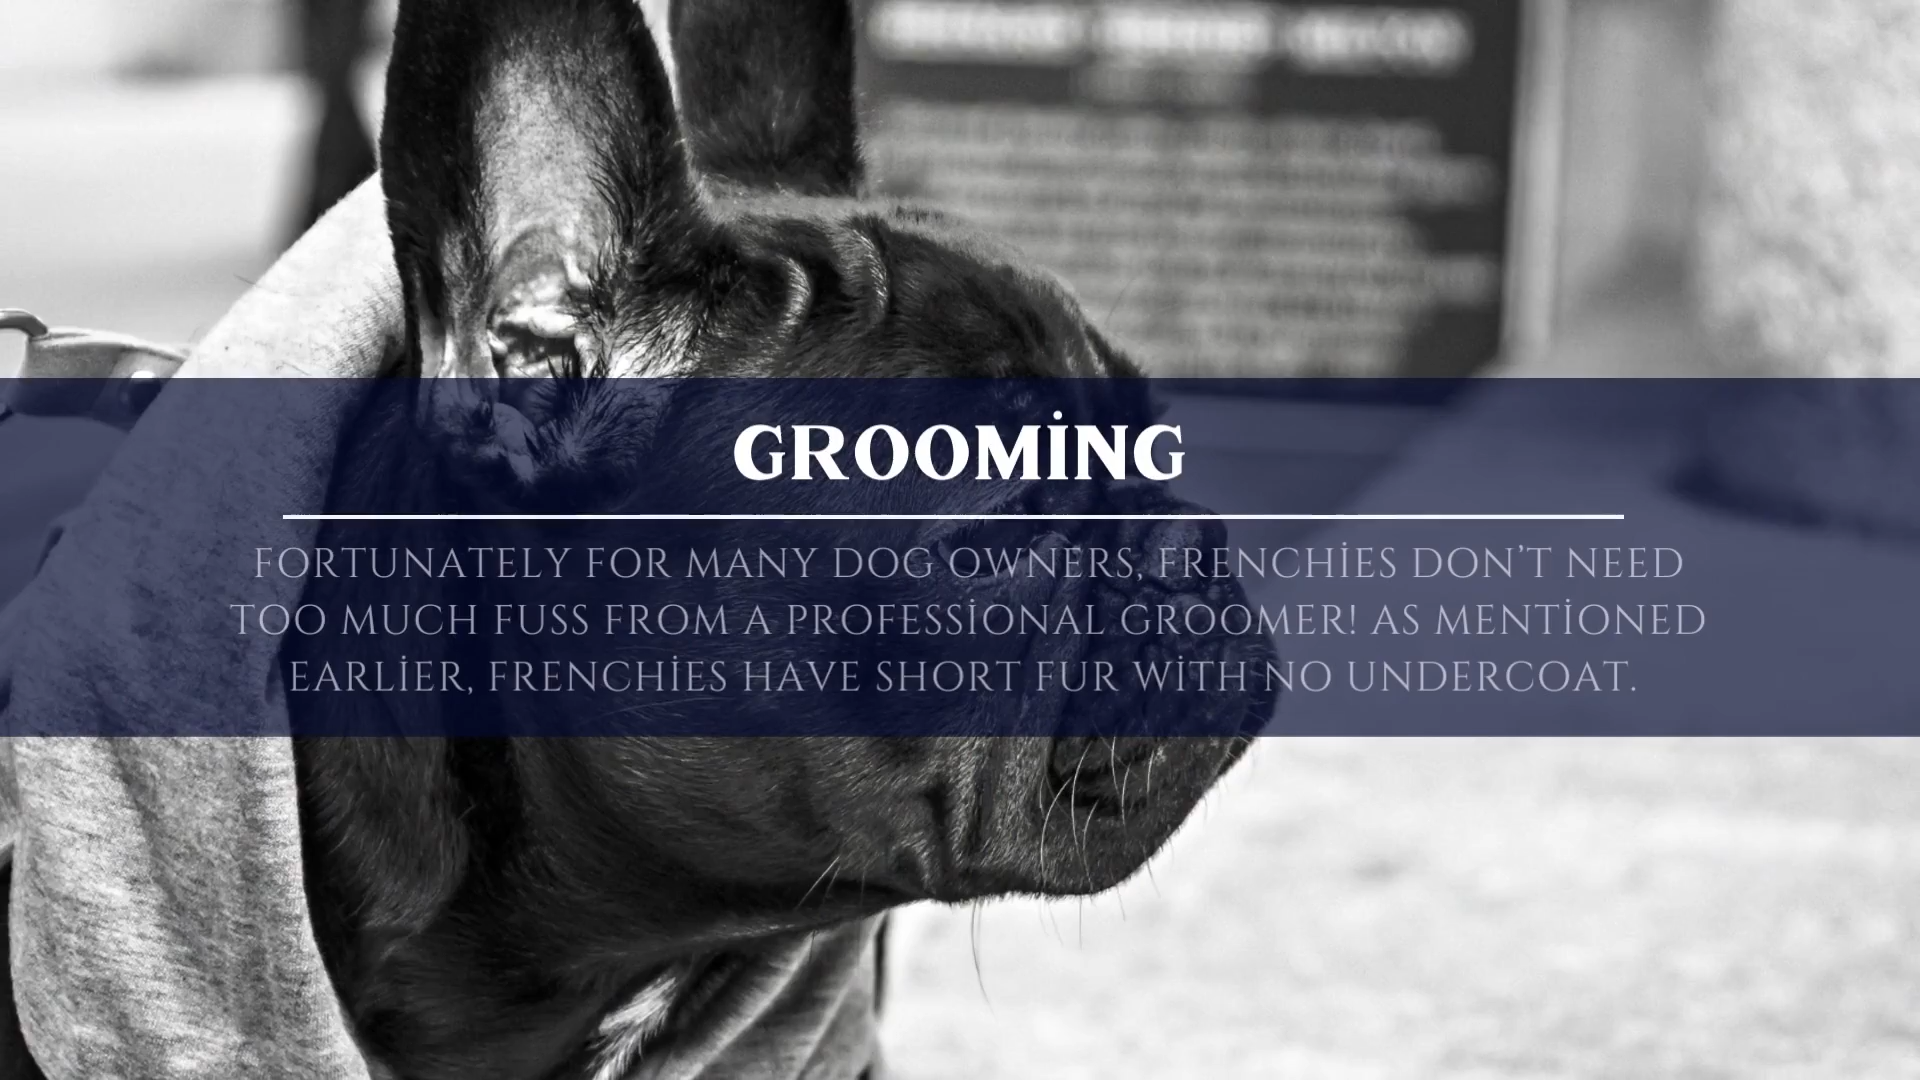 GROOMİNG
FORTUNATELY FOR MANY DOG OWNERS, FRENCHİES DON’T NEED
TOO MUCH FUSS FROM A PROFESSİONAL GROOMER! AS MENTİONED
EARLİER, FRENCHİES HAVE SHORT FUR WİTH NO UNDERCOAT.